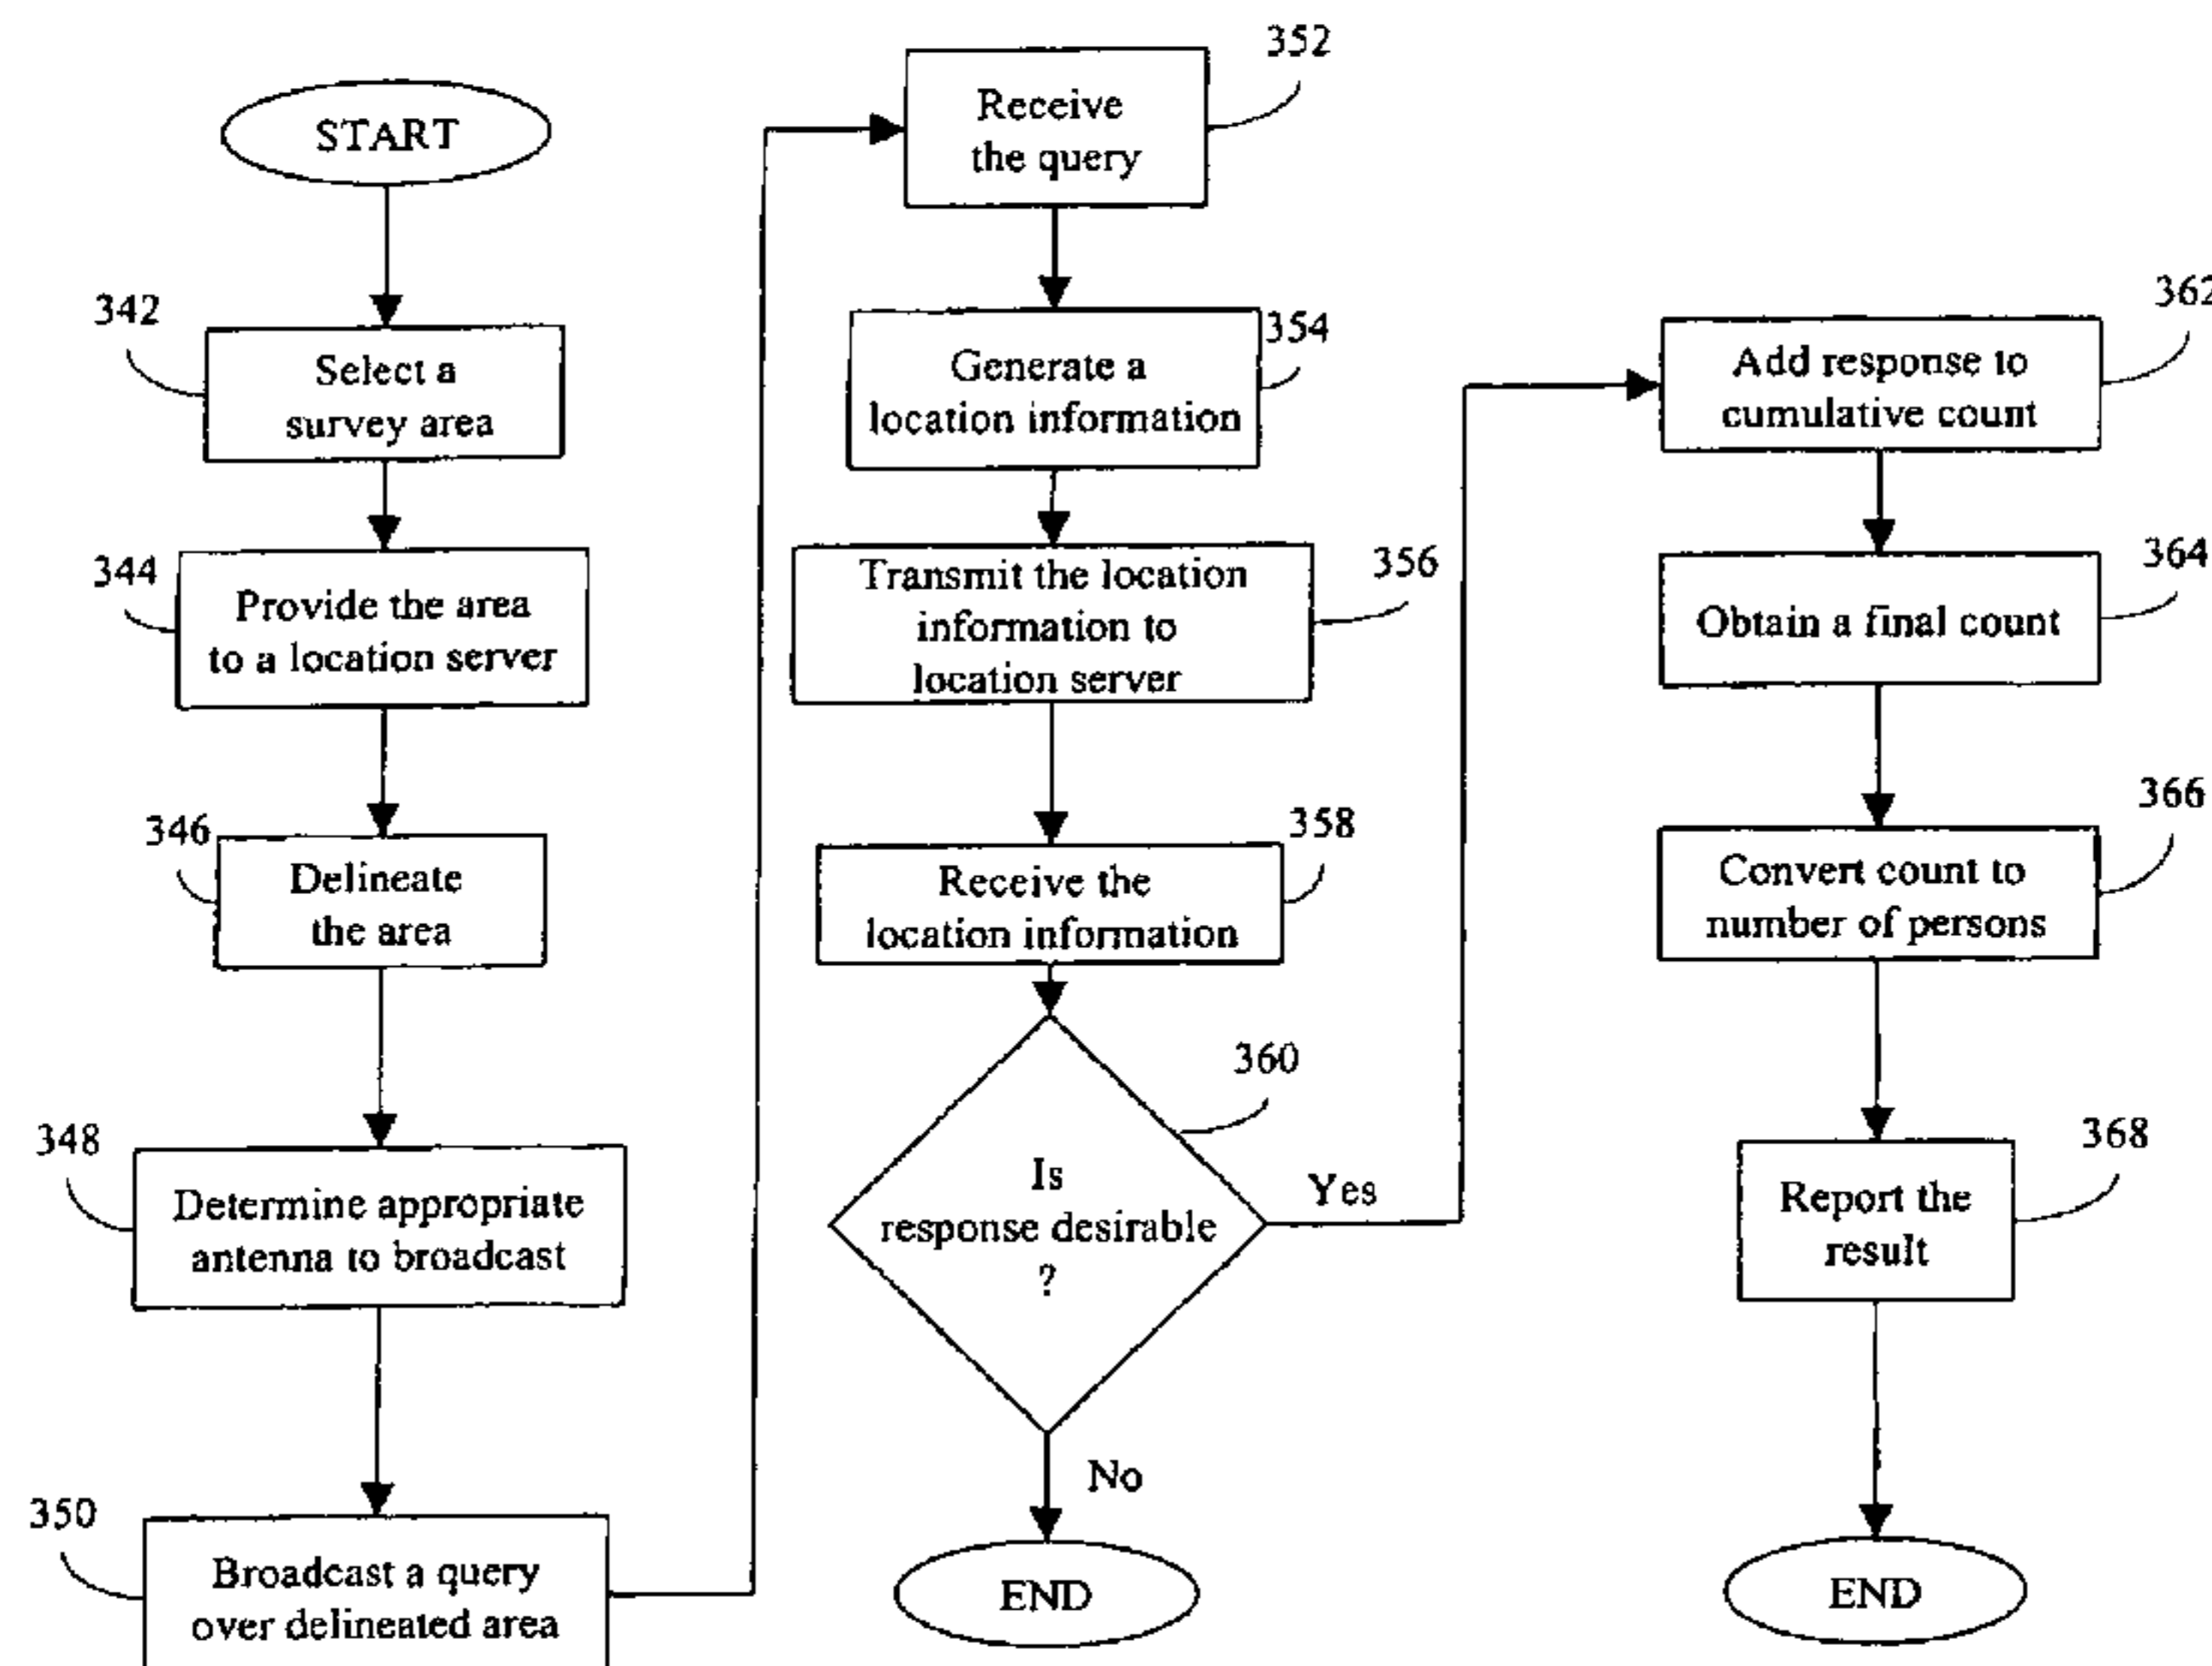 START
342
Select a
survey area
344
Provide the area
to a location server
346
Delineate
the area
348
Determine appropriate
antenna to broadcast
350
Broadcast a query
over delineated area
352
Receive
the query
354
Generate a
location information
356
Transmit the location
information to
location server
358
Receive the
location information
360
Is
response desirable
?
Yes
No
END
362
Add response to
cumulative count
364
Obtain a final count
366
Convert count to
number of persons
368
Report the
result
END